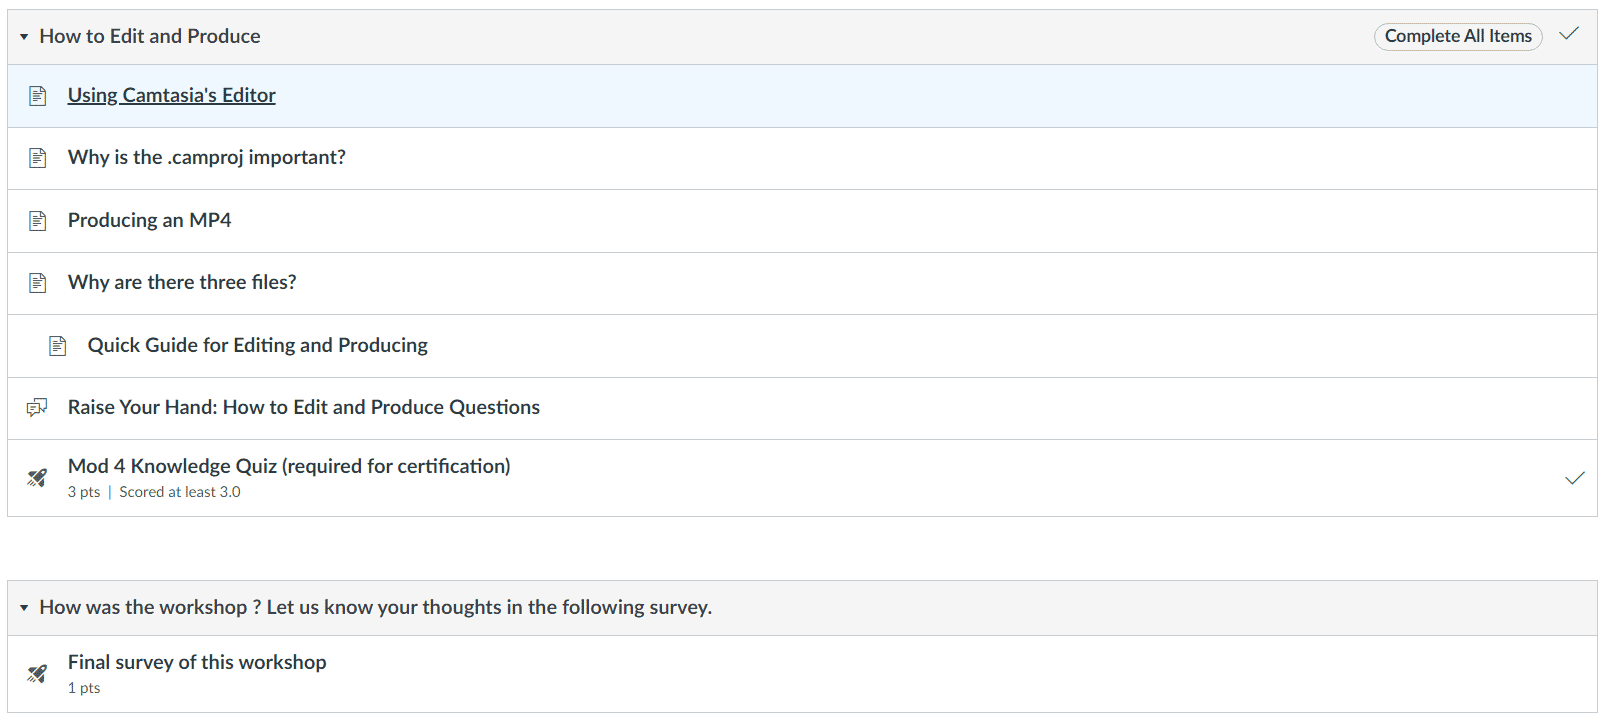 How to Edit and Produce
Complete All Items
Using Camtasia's Editor
Why is the .camproj important?
Producing an MP4
Why are there three files?
Quick Guide for Editing and Producing
Raise Your Hand: How to Edit and Produce Questions
Mod 4 Knowledge Quiz (required for certification)
3 pts | Scored at least 3.0
How was the workshop ? Let us know your thoughts in the following survey.
Final survey of this workshop
1 pts